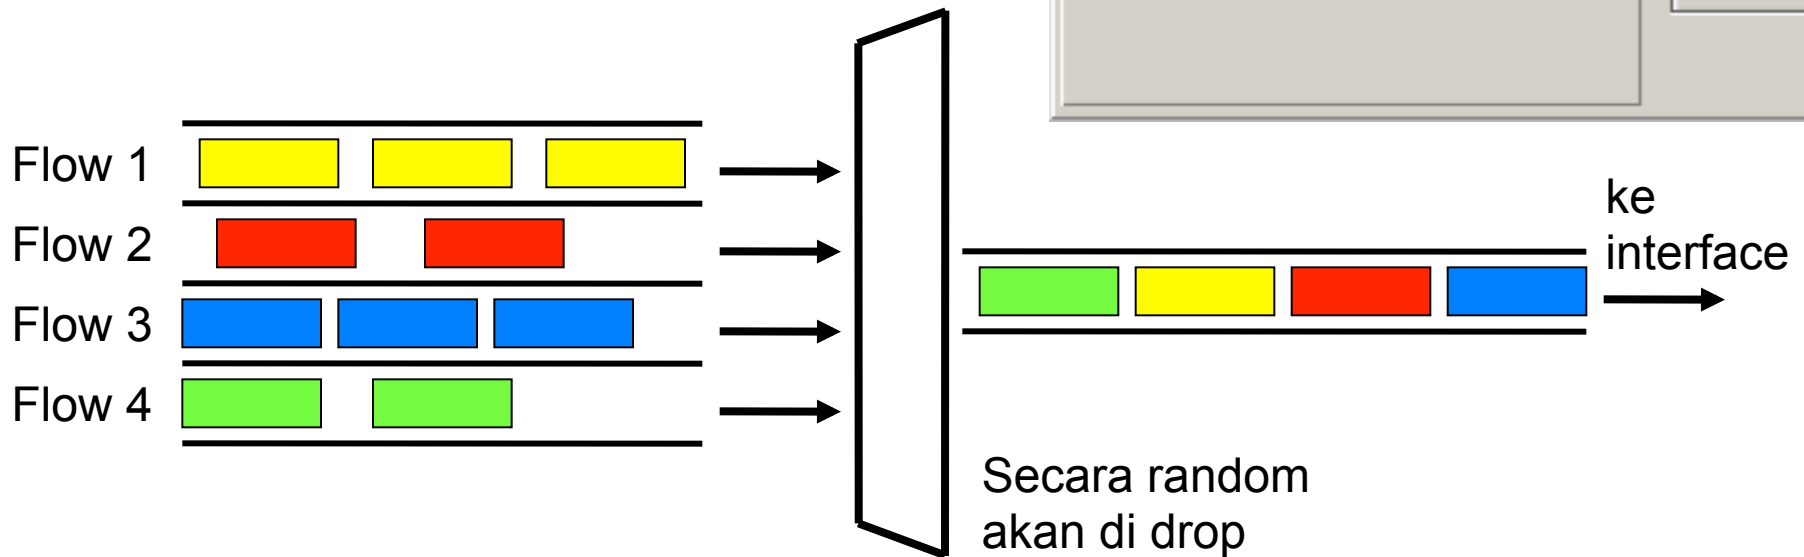 Flow 1
Flow 2
Flow 3
Flow 4
ke
interface
Secara random
akan di drop